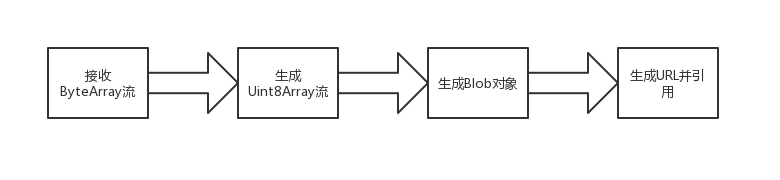 接收
ByteArray流
生成
Uint8Array流
生成Blob对象
生成URL并引
用